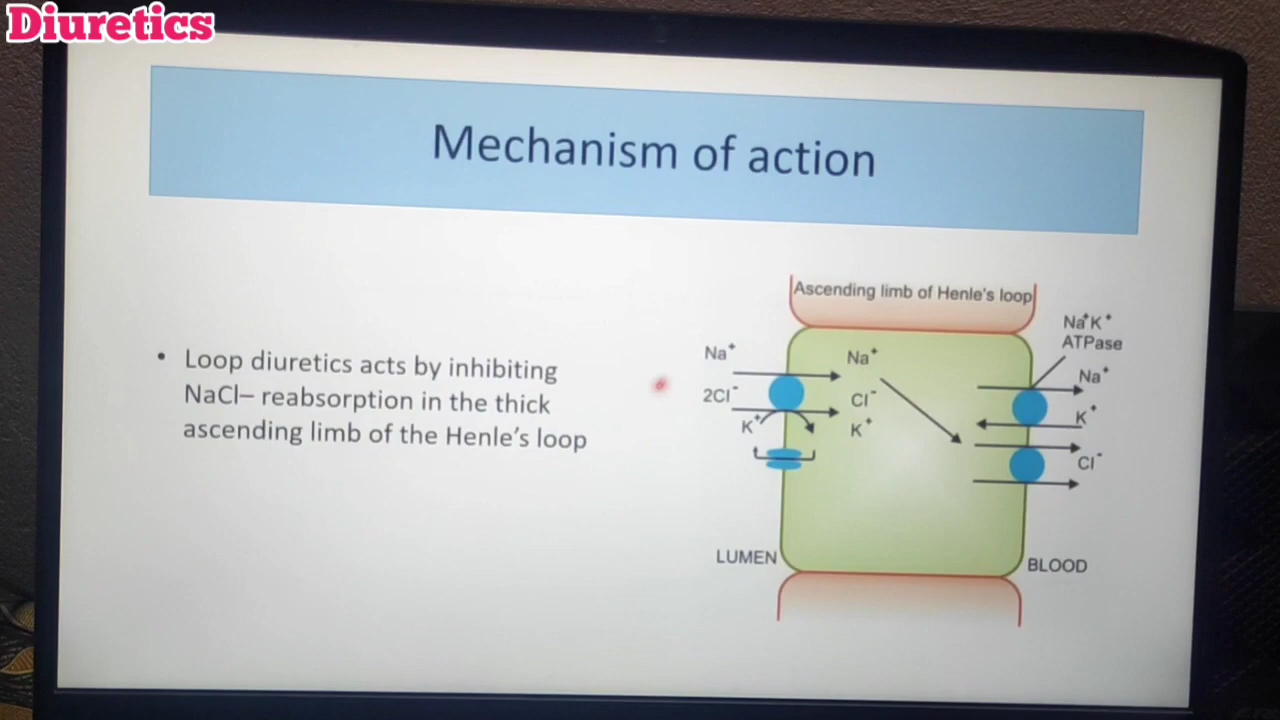 Diuretics
Mechanism of action
• Loop diuretics acts by inhibiting
NaCl– reabsorption in the thick
ascending limb of the Henle's loop
Ascending limb of Henle's loop
Na⁺K⁺
ATPase
Na⁺
2Cl⁻
K⁺
Na⁺
Cl⁻
K⁺
Na⁺
K⁺
Cl⁻
LUMEN
BLOOD